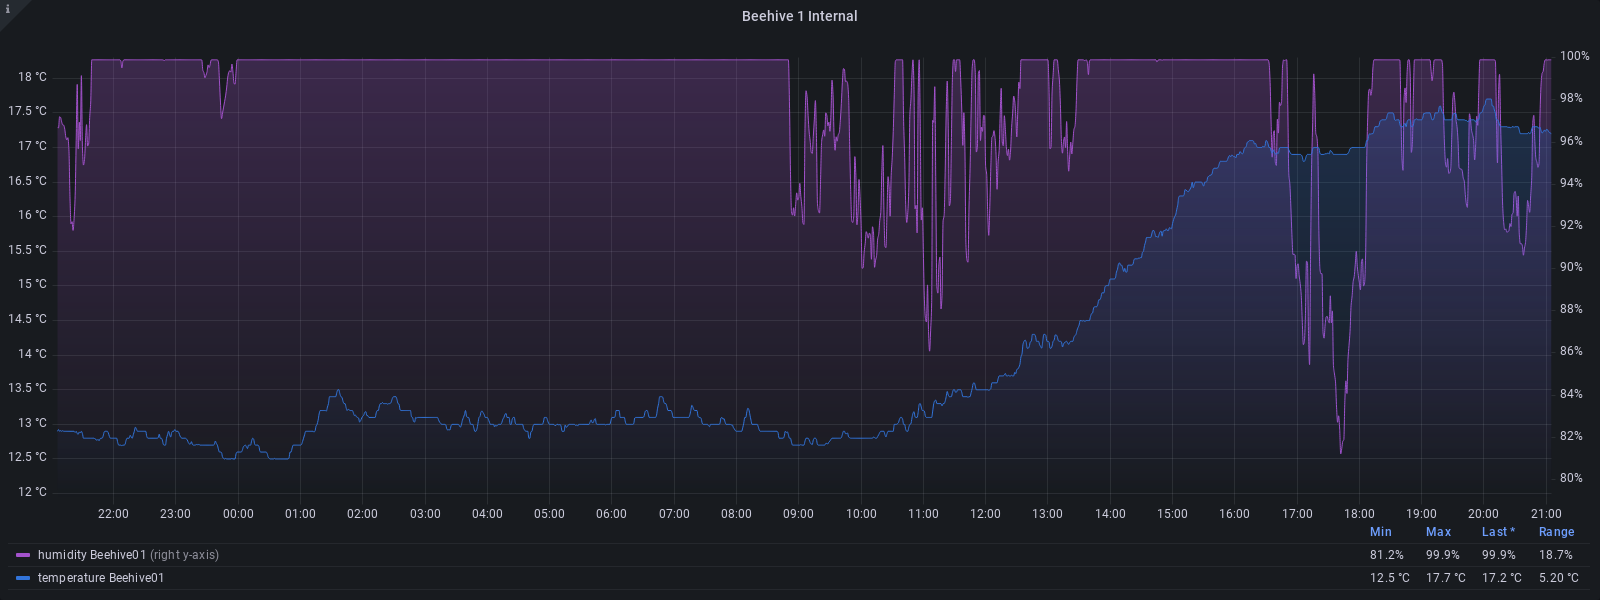 i
Beehive 1 Internal
18 °C
17.5 °C
17 °C
16.5 °C
16 °C
15.5 °C
15 °C
14.5 °C
14 °C
13.5 °C
13 °C
12.5 °C
12 °C
100%
98%
96%
94%
92%
90%
88%
86%
84%
82%
80%
22:00 23:00 00:00 01:00 02:00 03:00 04:00 05:00 06:00 07:00 08:00 09:00 10:00 11:00 12:00 13:00 14:00 15:00 16:00 17:00 18:00 19:00 20:00 21:00
Min Max Last * Range
humidity Beehive01 (right y-axis) 81.2% 99.9% 99.9% 18.7%
temperature Beehive01 12.5 °C 17.7 °C 17.2 °C 5.20 °C